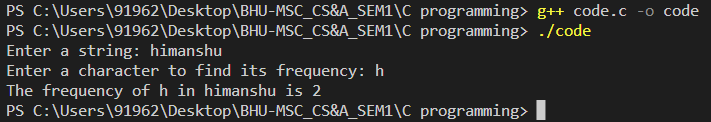 PS C:\Users\91962\Desktop\BHU-MSC_CS&A_SEM1\C programming> g++ code.c -o code
PS C:\Users\91962\Desktop\BHU-MSC_CS&A_SEM1\C programming> ./code
Enter a string: himanshu
Enter a character to find its frequency: h
The frequency of h in himanshu is 2
PS C:\Users\91962\Desktop\BHU-MSC_CS&A_SEM1\C programming>